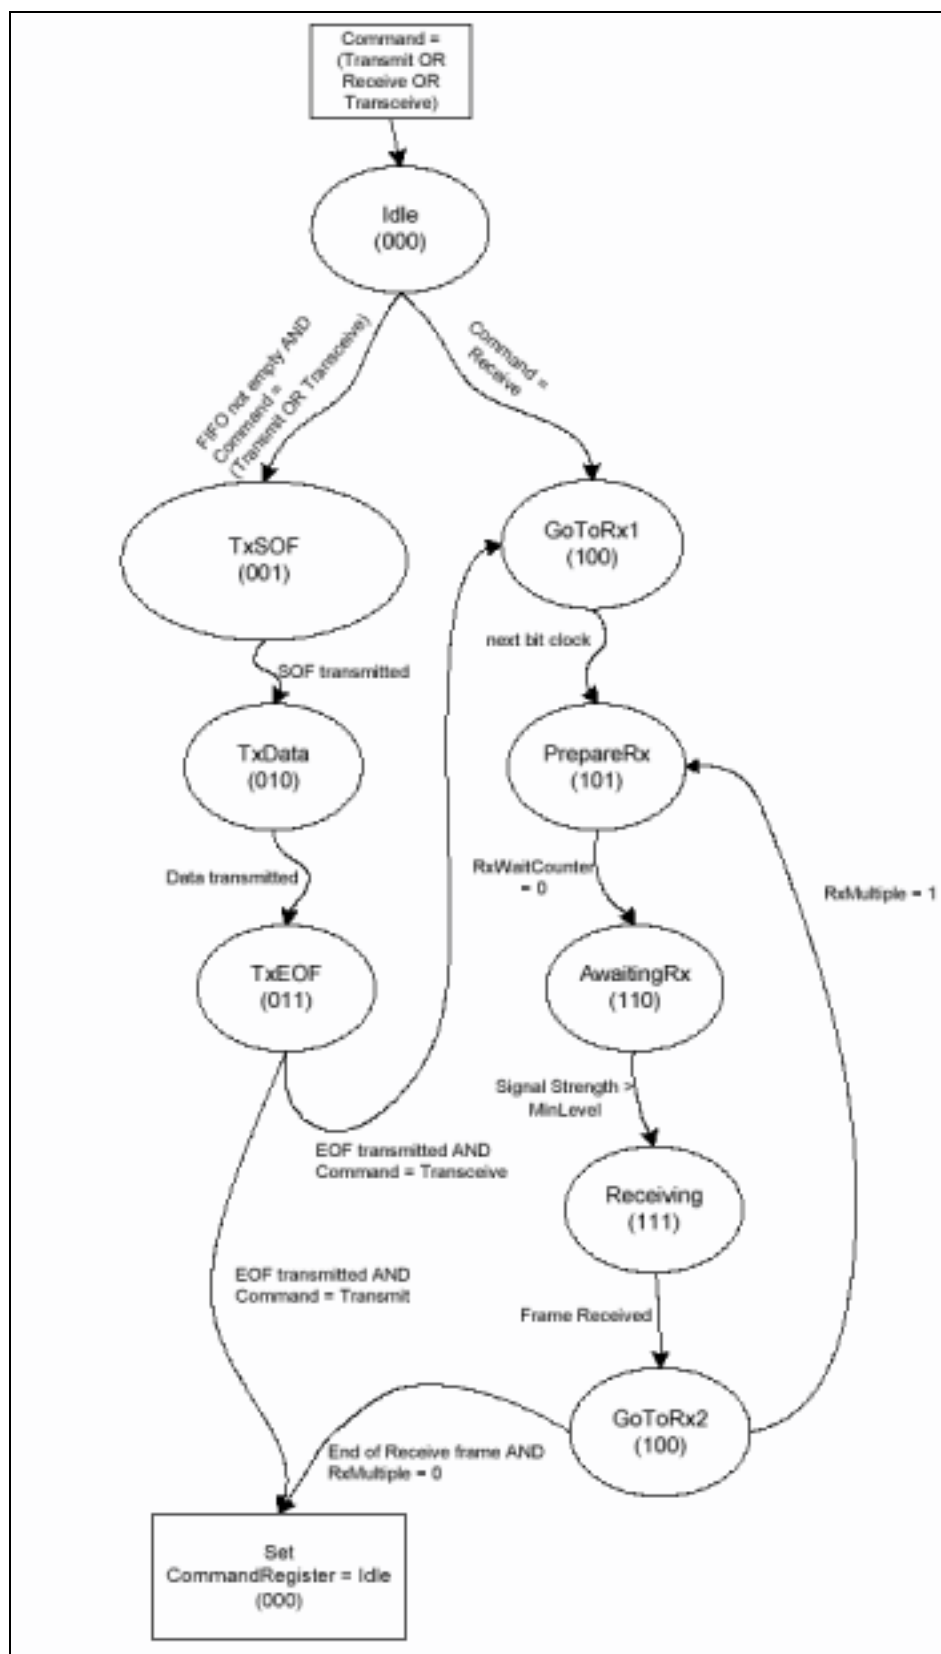 Command =
(Transmit OR
Receive OR
Transceive)
Idle
(000)
FIFO not empty AND
Command =
(Transmit OR Transceive)
Command =
Receive
TxSOF
(001)
GoToRx1
(100)
next bit clock
SOF transmitted
TxData
(010)
PrepareRx
(101)
Data transmitted
RxWaitCounter
= 0
RxMultiple = 1
TxEOF
(011)
AwaitingRx
(110)
Signal Strength >
MinLevel
EOF transmitted AND
Command = Transceive
Receiving
(111)
EOF transmitted AND
Command = Transmit
Frame Received
GoToRx2
(100)
End of Receive frame AND
RxMultiple = 0
Set
CommandRegister = Idle
(000)